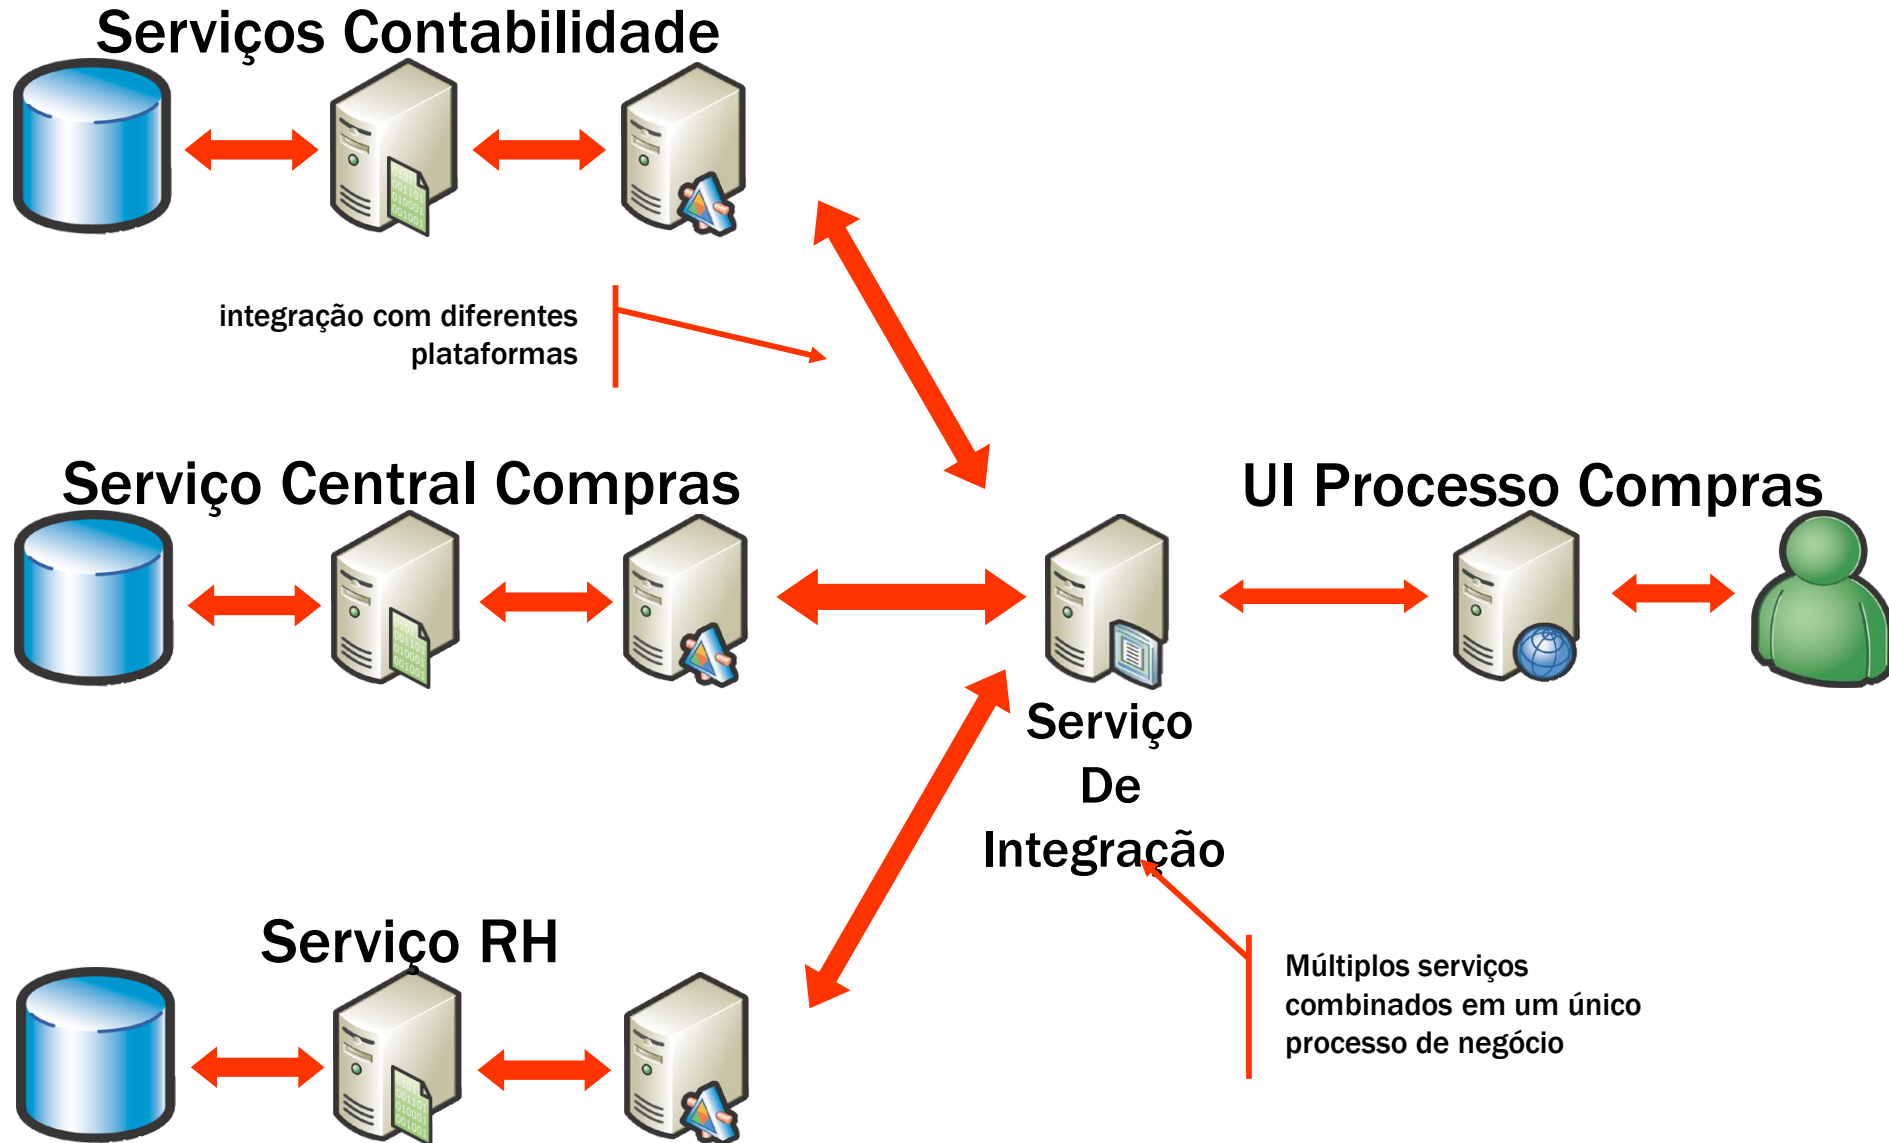 Serviços Contabilidade
integração com diferentes
plataformas
Serviço Central Compras
UI Processo Compras
Serviço
De
Integração
Serviço RH
Múltiplos serviços
combinados em um único
processo de negócio